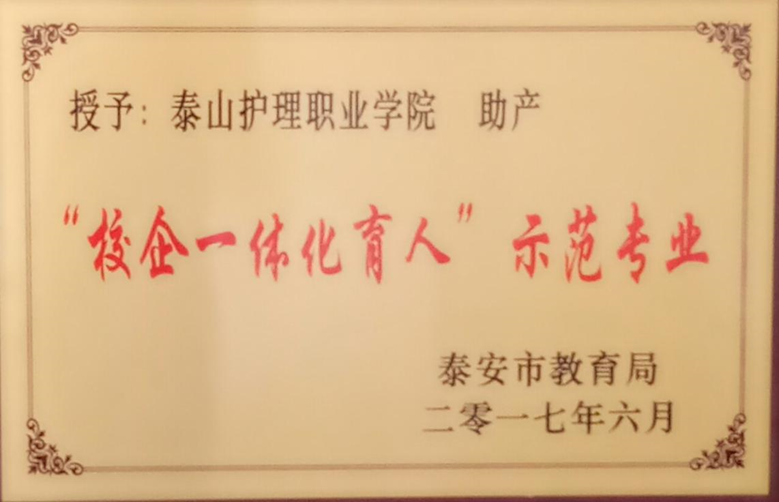 授予：泰山护理职业学院 助产
“校企一体化育人”示范专业
泰安市教育局
二零一七年六月